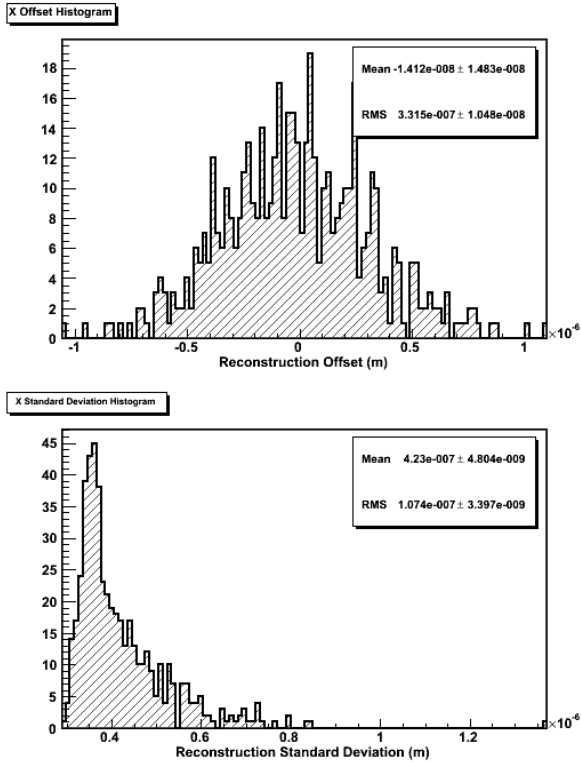 X Offset Histogram
Mean -1.412e-008 ± 1.483e-008
RMS 3.315e-007 ± 1.048e-008
18
16
14
12
10
8
6
4
2
0
-1 -0.5 0 0.5 1 ×10-6
Reconstruction Offset (m)
X Standard Deviation Histogram
Mean 4.23e-007 ± 4.804e-009
RMS 1.074e-007 ± 3.397e-009
45
40
35
30
25
20
15
10
5
0
0.4 0.6 0.8 1 1.2 ×10-6
Reconstruction Standard Deviation (m)